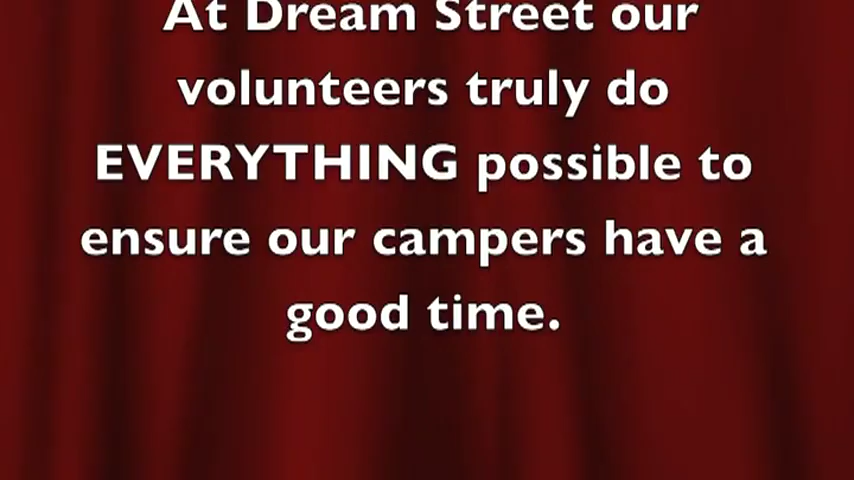 At Dream Street our
volunteers truly do
EVERYTHING possible to
ensure our campers have a
good time.